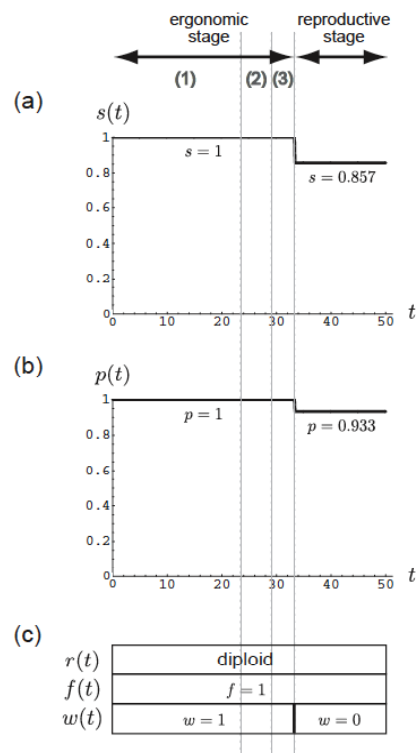 ergonomic stage
reproductive stage
(1) (2) (3)
(a)
s(t)
1
0.8
0.6
0.4
0.2
0
s = 1
s = 0.857
0 10 20 30 40 50 t
(b)
p(t)
1
0.8
0.6
0.4
0.2
0
p = 1
p = 0.933
0 10 20 30 40 50 t
(c)
r(t) diploid
f(t) f = 1
w(t) w = 1 w = 0